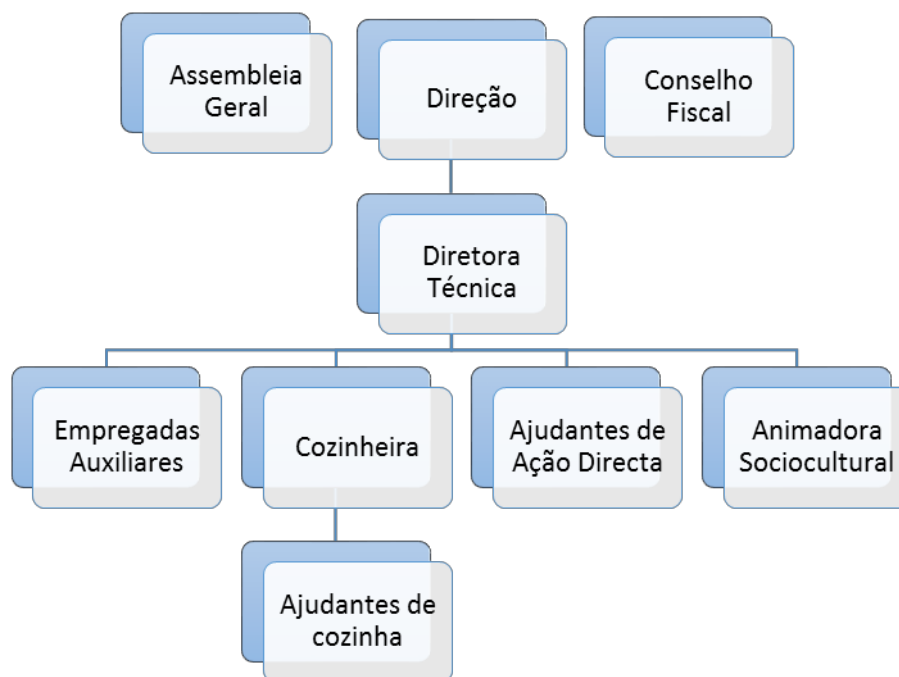 Assembleia
Geral
Direção
Conselho
Fiscal
Diretora
Técnica
Empregadas
Auxiliares
Cozinheira
Ajudantes de
Ação Directa
Animadora
Sociocultural
Ajudantes de
cozinha